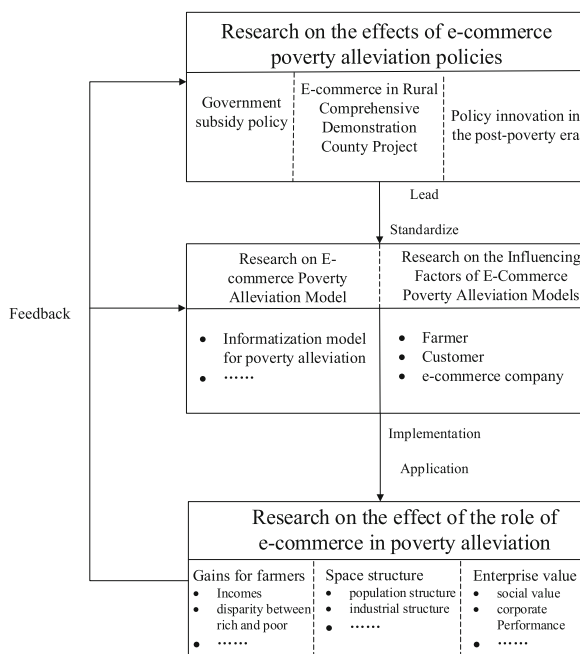 Research on the effects of e-commerce
poverty alleviation policies
Government
subsidy policy
E-commerce in Rural
Comprehensive
Demonstration
County Project
Policy innovation in
the post-poverty era
Lead
Standardize
Research on E-
commerce Poverty
Alleviation Model
Research on the Influencing
Factors of E-Commerce
Poverty Alleviation Models
Feedback
● Informatization model
for poverty alleviation
● ……
● Farmer
● Customer
● e-commerce company
Implementation
Application
Research on the effect of the role of
e-commerce in poverty alleviation
Gains for farmers
● Incomes
● disparity between
rich and poor
● ……
Space structure
● population structure
● industrial structure
● ……
Enterprise value
● social value
● corporate
Performance
● ……